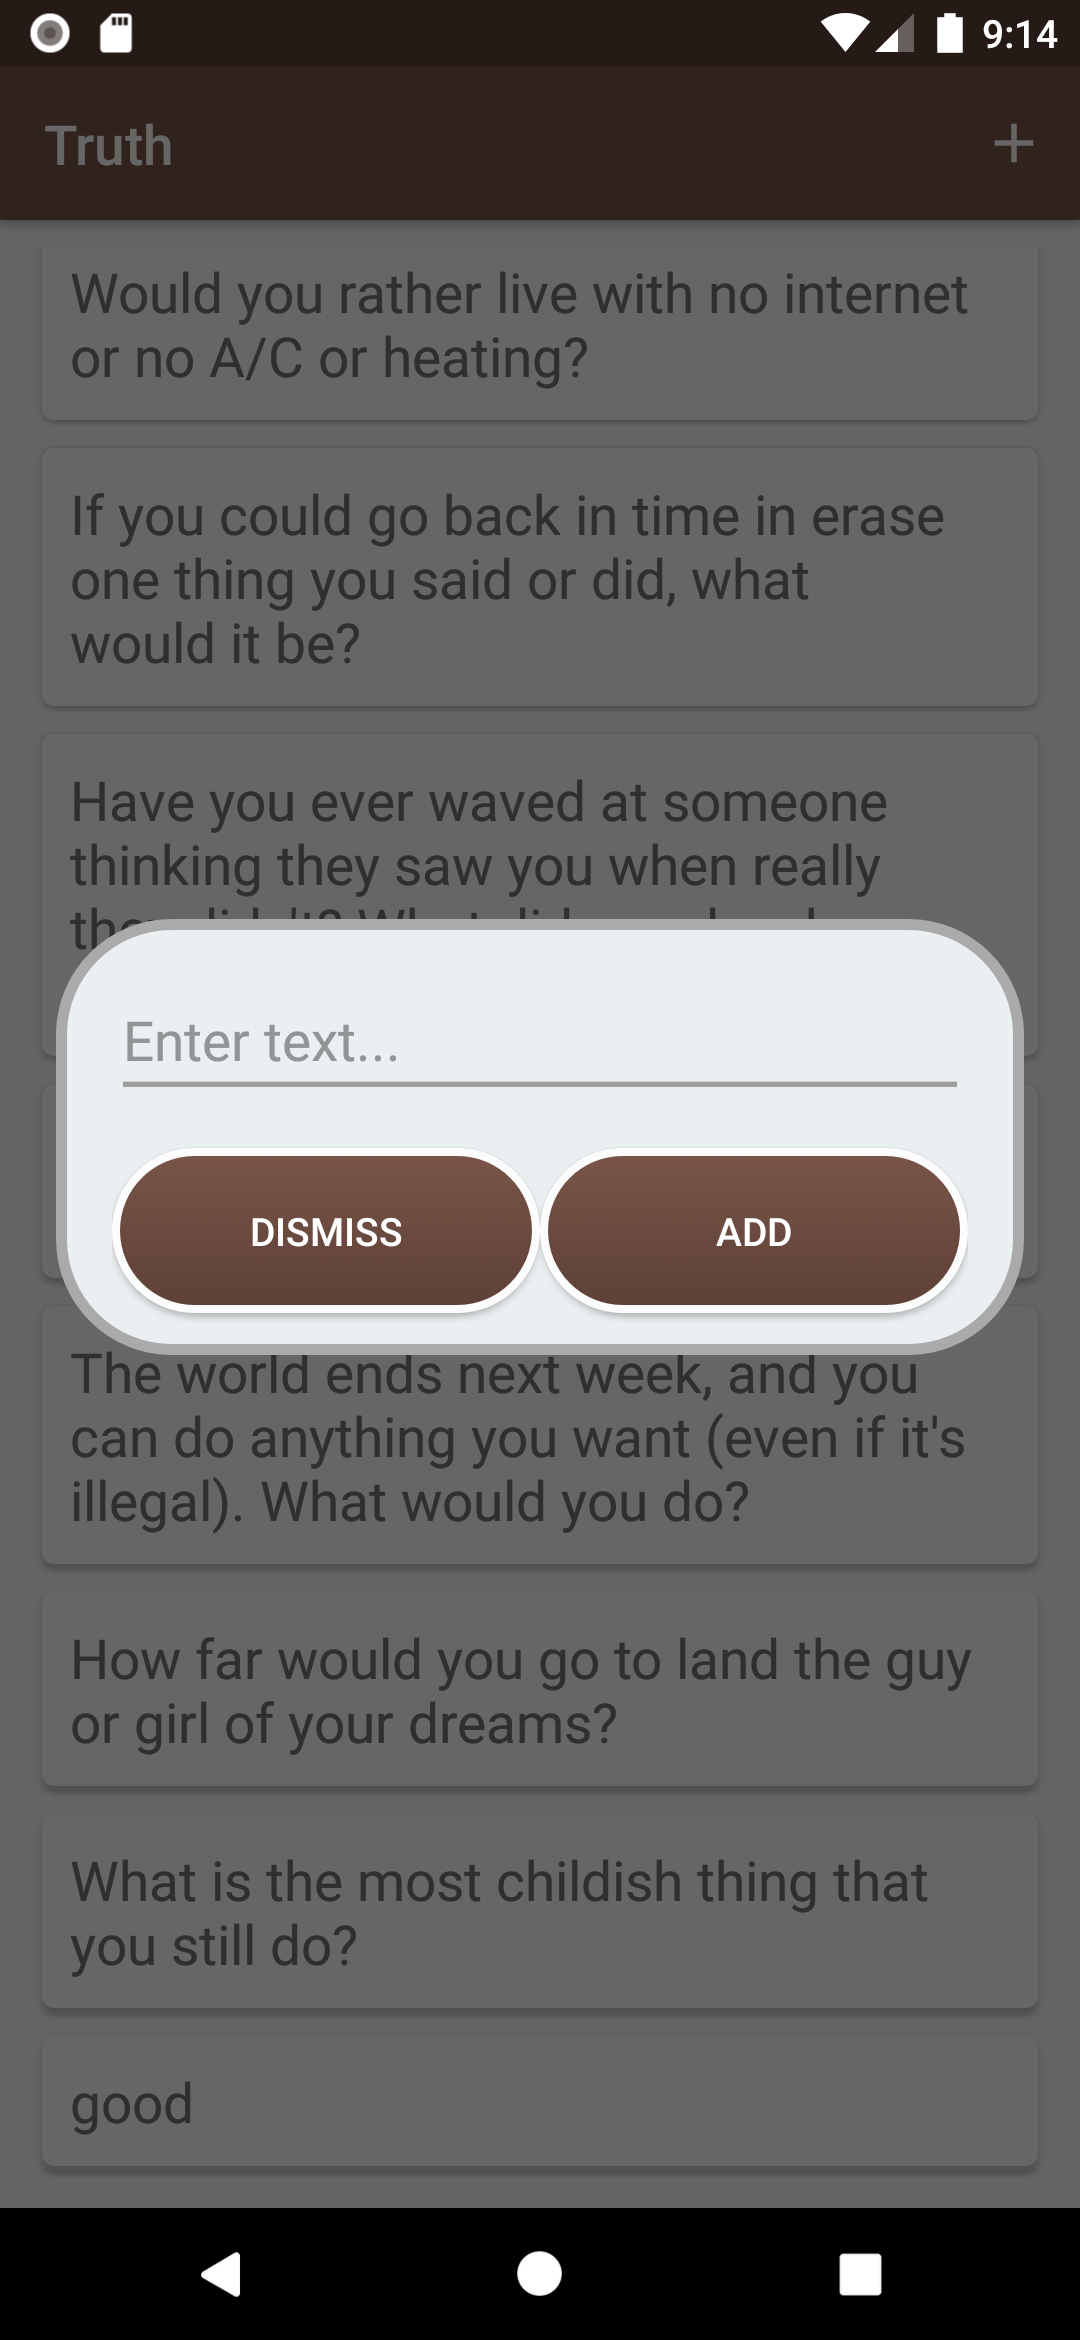 9:14
Truth
Would you rather live with no internet
or no A/C or heating?
If you could go back in time in erase
one thing you said or did, what
would it be?
Have you ever waved at someone
thinking they saw you when really
Enter text...
DISMISS
ADD
The world ends next week, and you
can do anything you want (even if it's
illegal). What would you do?
How far would you go to land the guy
or girl of your dreams?
What is the most childish thing that
you still do?
good